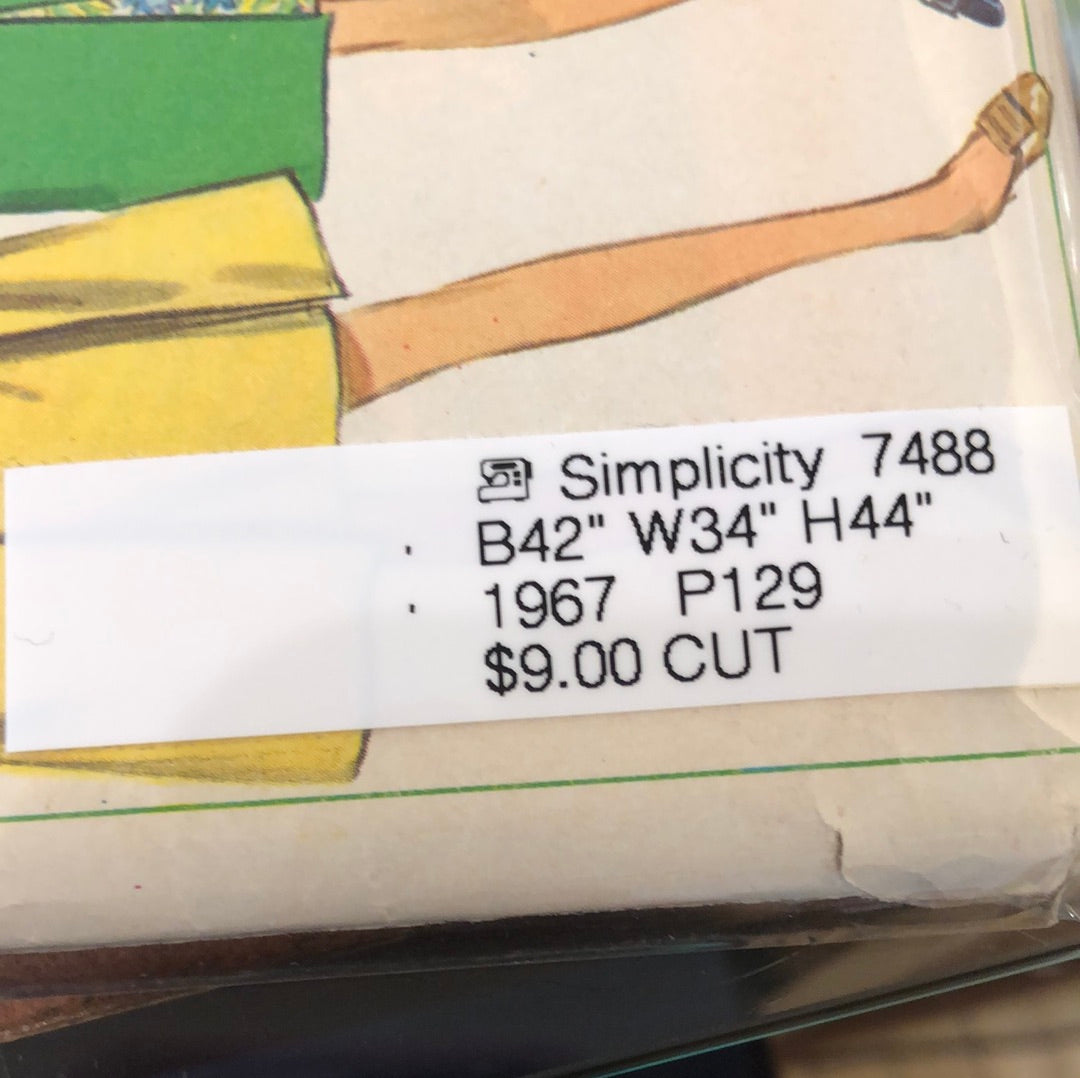 Simplicity 7488
B42" W34" H44"
1967 P129
$9.00 CUT